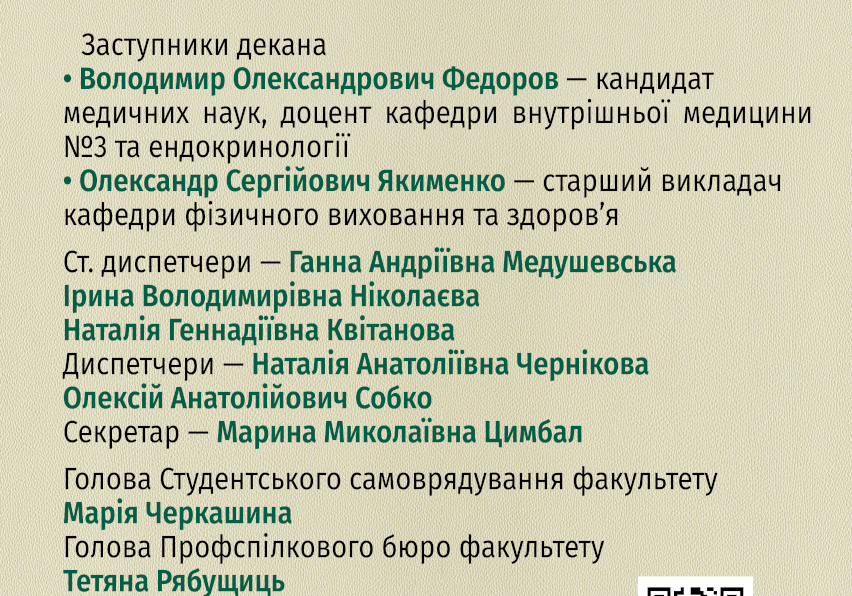 Заступники декана
• Володимир Олександрович Федоров — кандидат
медичних наук, доцент кафедри внутрішньої медицини
№3 та ендокринології
• Олександр Сергійович Якименко — старший викладач
кафедри фізичного виховання та здоров’я
Ст. диспетчери — Ганна Андріївна Медушевська
Ірина Володимирівна Ніколаєва
Наталія Геннадіївна Квітанова
Диспетчери — Наталія Анатоліївна Чернікова
Олексій Анатолійович Собко
Секретар — Марина Миколаївна Цимбал
Голова Студентського самоврядування факультету
Марія Черкашина
Голова Профспілкового бюро факультету
Тетяна Рябущиць